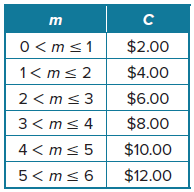 m C
0 < m ≤ 1 $2.00
1 < m ≤ 2 $4.00
2 < m ≤ 3 $6.00
3 < m ≤ 4 $8.00
4 < m ≤ 5 $10.00
5 < m ≤ 6 $12.00